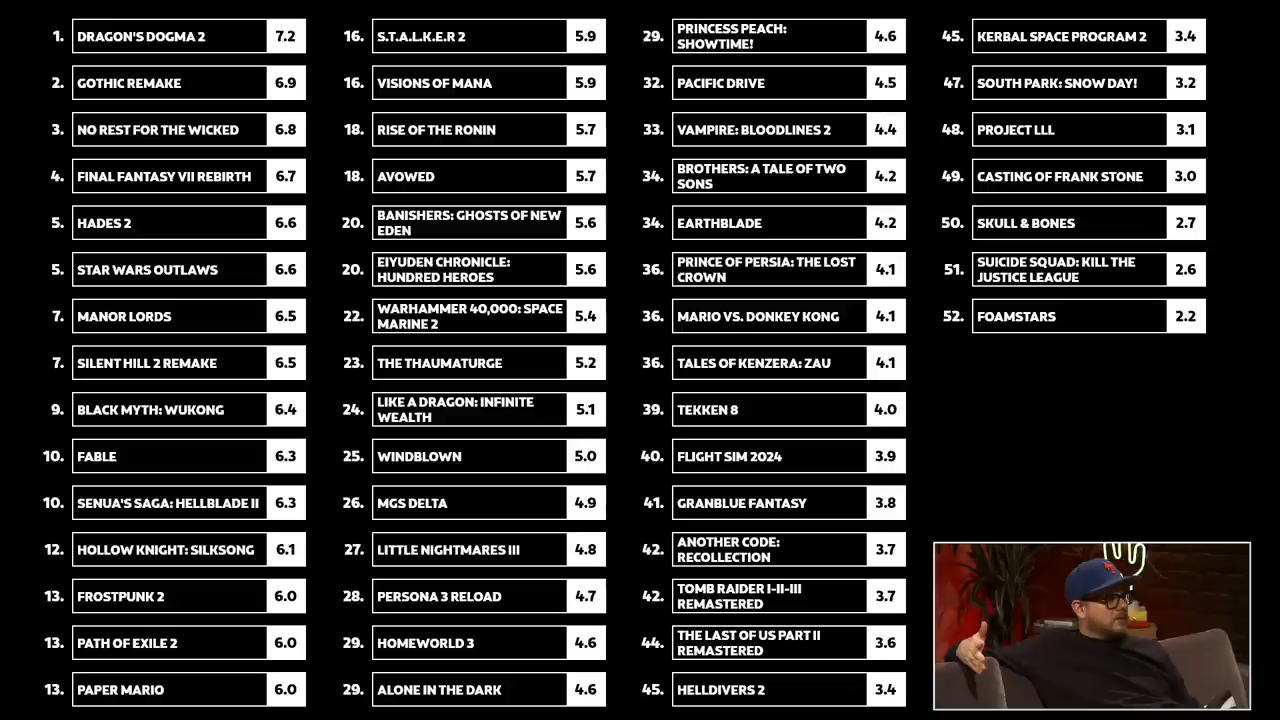 1. DRAGON'S DOGMA 2 7.2
2. GOTHIC REMAKE 6.9
3. NO REST FOR THE WICKED 6.8
4. FINAL FANTASY VII REBIRTH 6.7
5. HADES 2 6.6
5. STAR WARS OUTLAWS 6.6
7. MANOR LORDS 6.5
7. SILENT HILL 2 REMAKE 6.5
9. BLACK MYTH: WUKONG 6.4
10. FABLE 6.3
10. SENUA'S SAGA: HELLBLADE II 6.3
12. HOLLOW KNIGHT: SILKSONG 6.1
13. FROSTPUNK 2 6.0
13. PATH OF EXILE 2 6.0
13. PAPER MARIO 6.0
16. S.T.A.L.K.E.R 2 5.9
16. VISIONS OF MANA 5.9
18. RISE OF THE RONIN 5.7
18. AVOWED 5.7
20. BANISHERS: GHOSTS OF NEW
EDEN 5.6
20. EIYUDEN CHRONICLE:
HUNDRED HEROES 5.6
22. WARHAMMER 40,000: SPACE
MARINE 2 5.4
23. THE THAUMATURGE 5.2
24. LIKE A DRAGON: INFINITE
WEALTH 5.1
25. WINDBLOWN 5.0
26. MGS DELTA 4.9
27. LITTLE NIGHTMARES III 4.8
28. PERSONA 3 RELOAD 4.7
29. HOMEWORLD 3 4.6
29. ALONE IN THE DARK 4.6
29. PRINCESS PEACH:
SHOWTIME! 4.6
32. PACIFIC DRIVE 4.5
33. VAMPIRE: BLOODLINES 2 4.4
34. BROTHERS: A TALE OF TWO
SONS 4.2
34. EARTHBLADE 4.2
36. PRINCE OF PERSIA: THE LOST
CROWN 4.1
36. MARIO VS. DONKEY KONG 4.1
36. TALES OF KENZERA: ZAU 4.1
39. TEKKEN 8 4.0
40. FLIGHT SIM 2024 3.9
41. GRANBLUE FANTASY 3.8
42. ANOTHER CODE:
RECOLLECTION 3.7
42. TOMB RAIDER I-II-III
REMASTERED 3.7
44. THE LAST OF US PART II
REMASTERED 3.6
45. HELLDIVERS 2 3.4
45. KERBAL SPACE PROGRAM 2 3.4
47. SOUTH PARK: SNOW DAY! 3.2
48. PROJECT LLL 3.1
49. CASTING OF FRANK STONE 3.0
50. SKULL & BONES 2.7
51. SUICIDE SQUAD: KILL THE
JUSTICE LEAGUE 2.6
52. FOAMSTARS 2.2